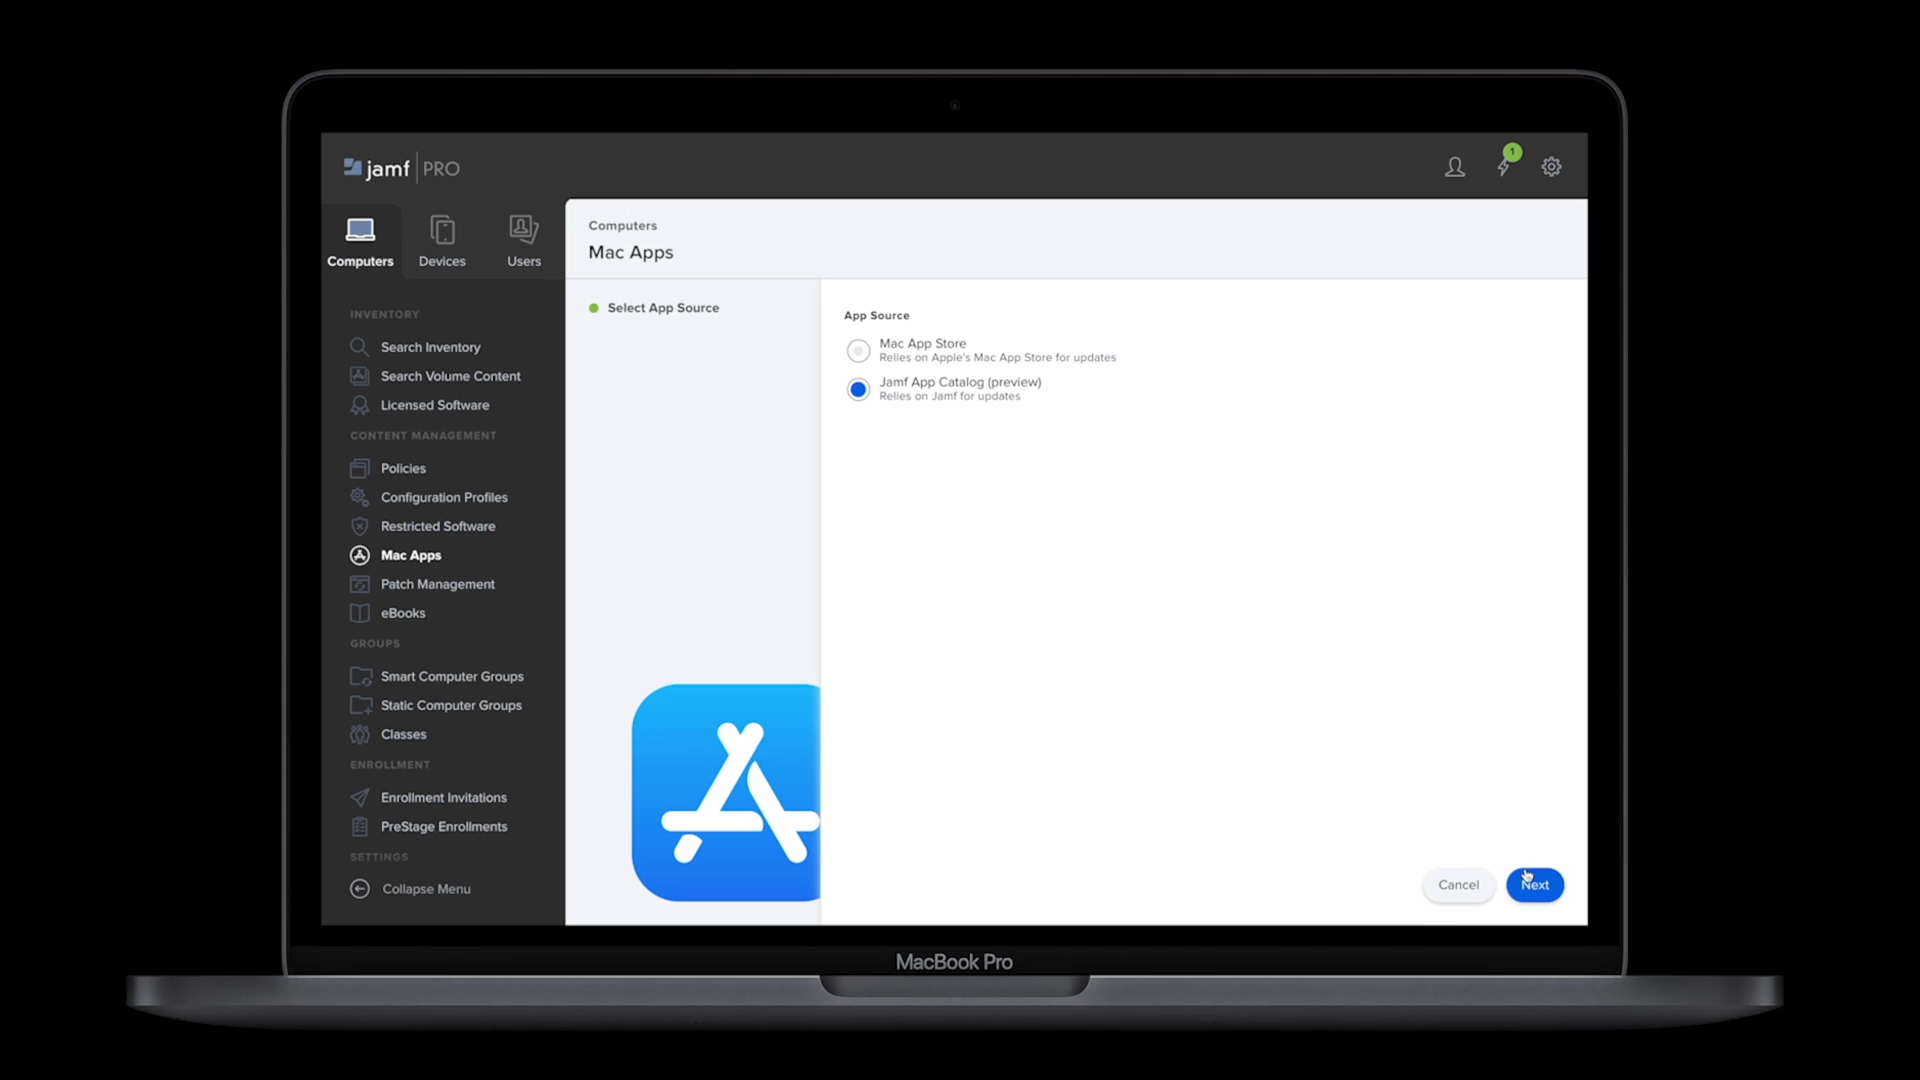 jamf PRO
1
Computers
Devices
Users
INVENTORY
Search Inventory
Search Volume Content
Licensed Software
CONTENT MANAGEMENT
Policies
Configuration Profiles
Restricted Software
Mac Apps
Patch Management
eBooks
GROUPS
Smart Computer Groups
Static Computer Groups
Classes
ENROLLMENT
Enrollment Invitations
PreStage Enrollments
SETTINGS
Collapse Menu
Computers
Mac Apps
Select App Source
App Source
Mac App Store
Relies on Apple's Mac App Store for updates
Jamf App Catalog (preview)
Relies on Jamf for updates
Cancel
Next
MacBook Pro